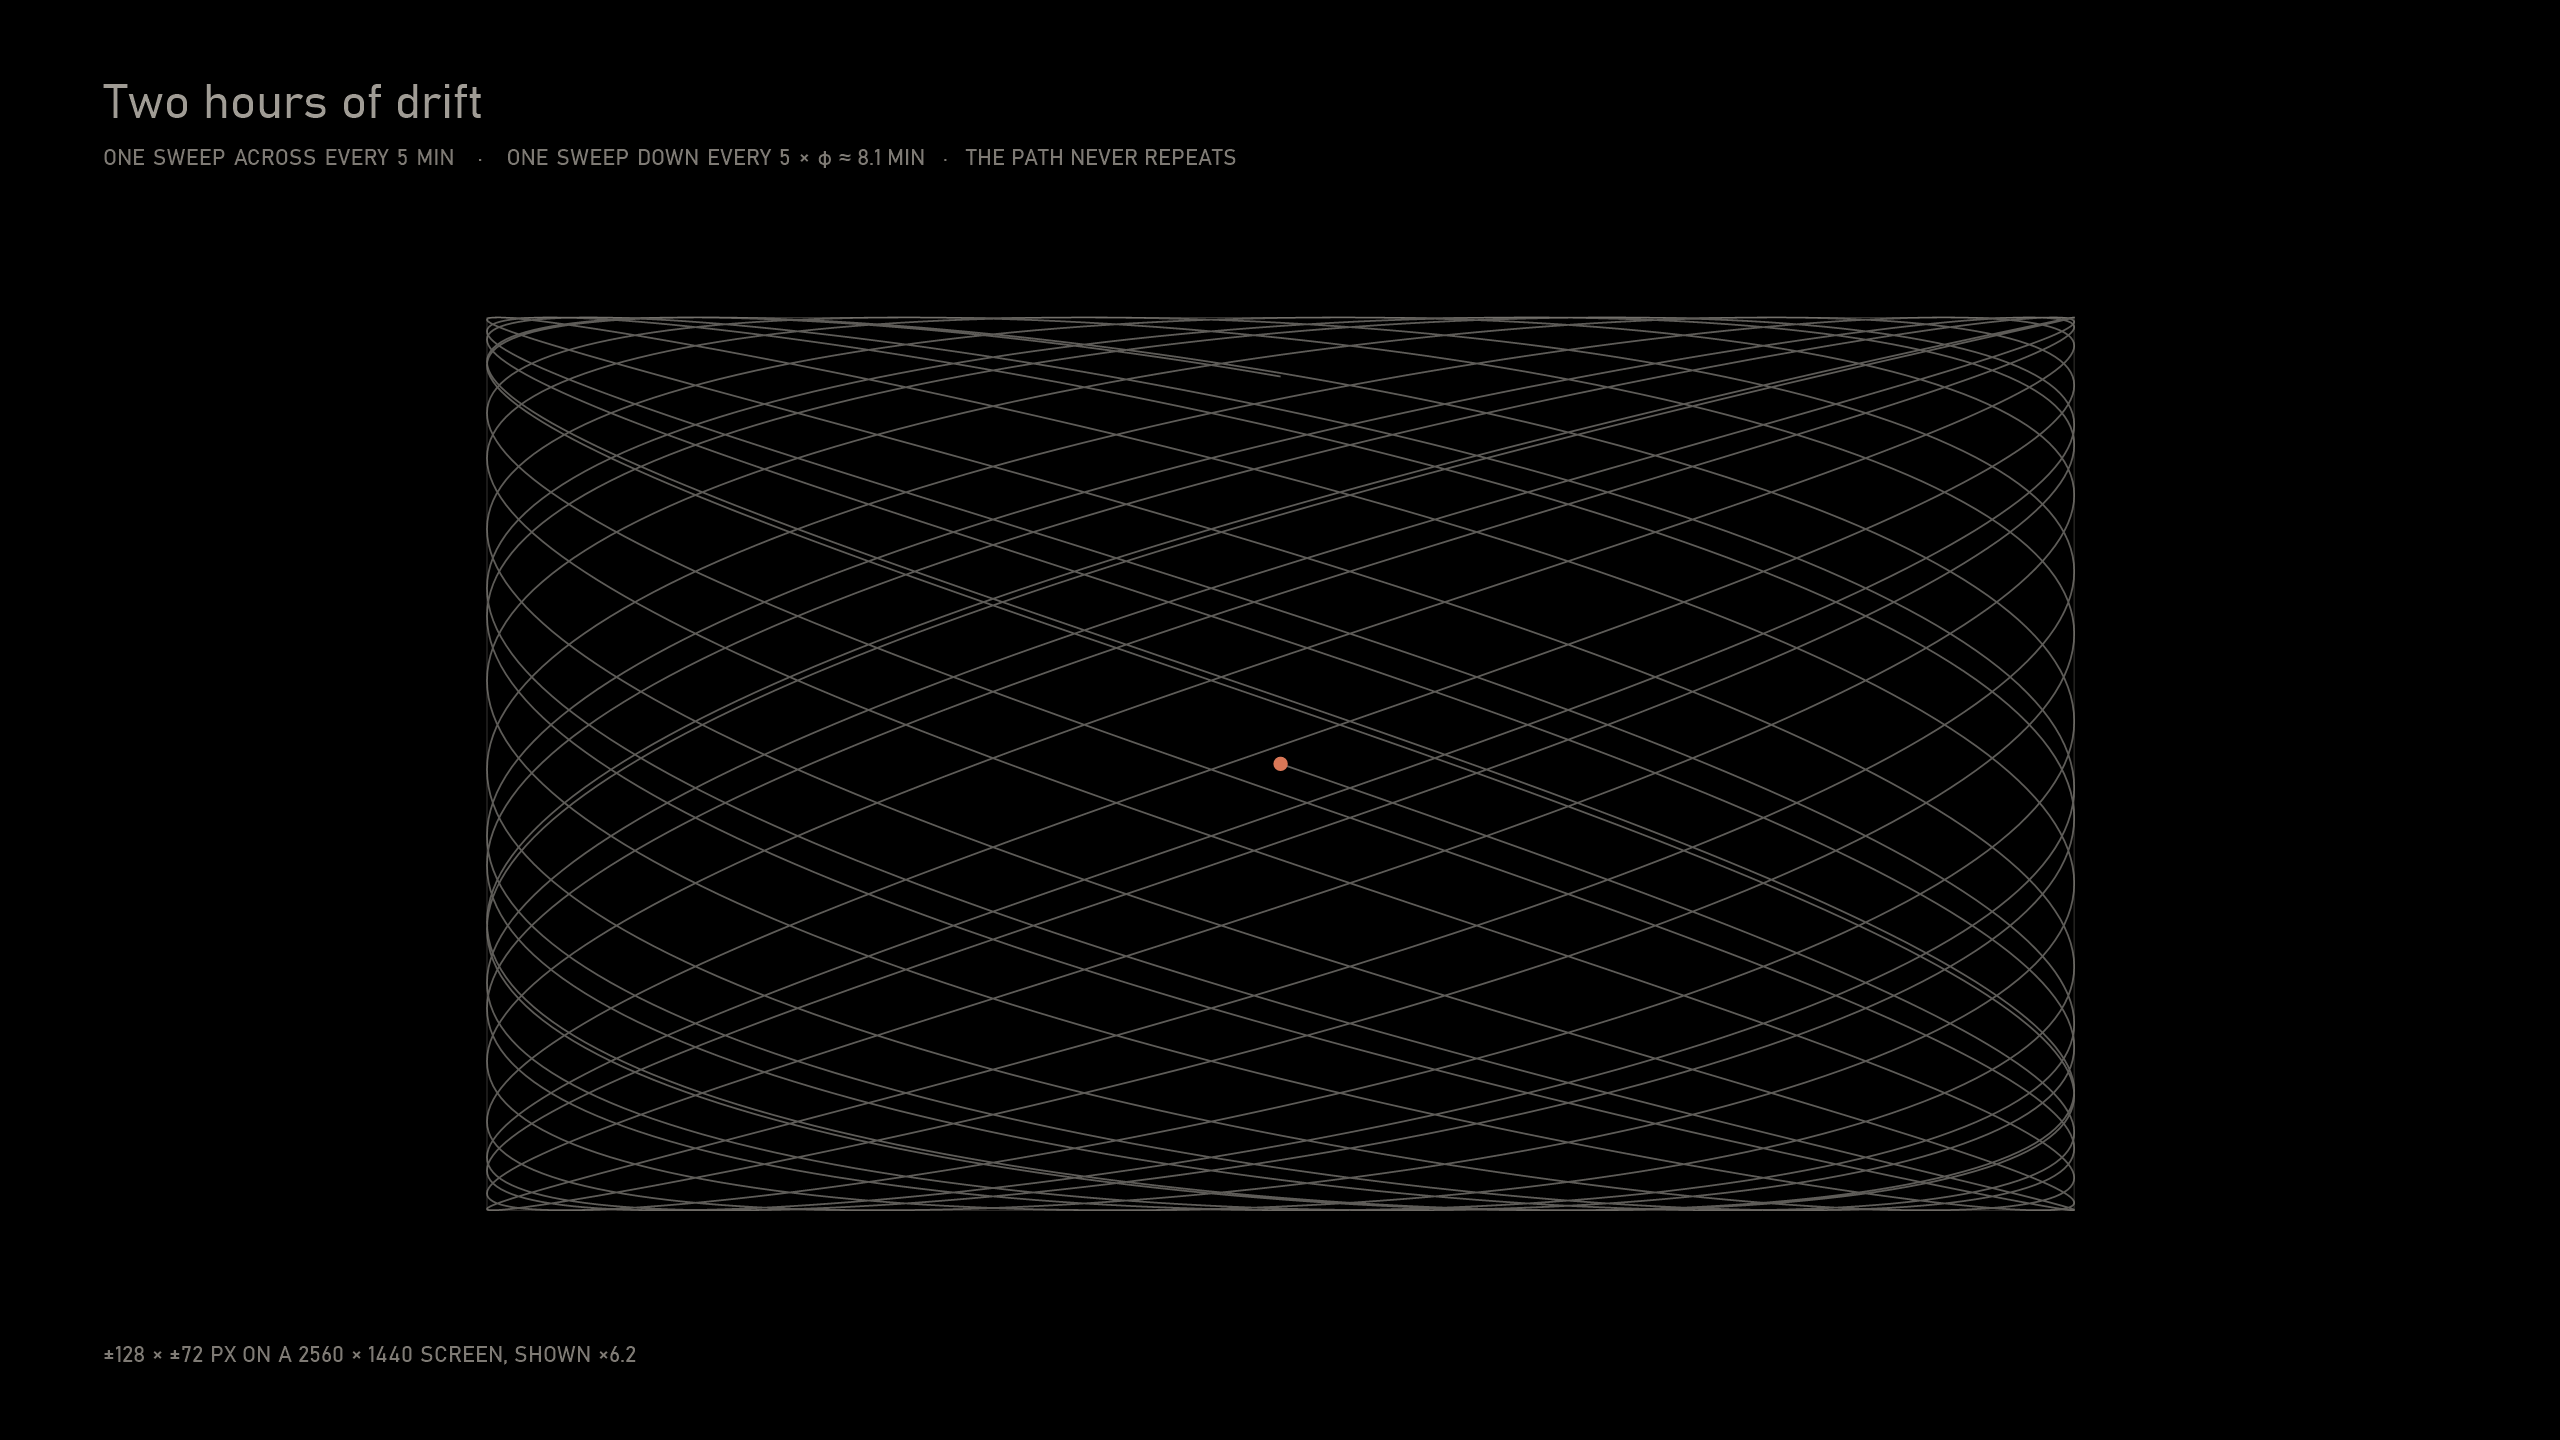 Two hours of drift
ONE SWEEP ACROSS EVERY 5 MIN · ONE SWEEP DOWN EVERY 5 × φ ≈ 8.1 MIN · THE PATH NEVER REPEATS
±128 × ±72 PX ON A 2560 × 1440 SCREEN, SHOWN ×6.2